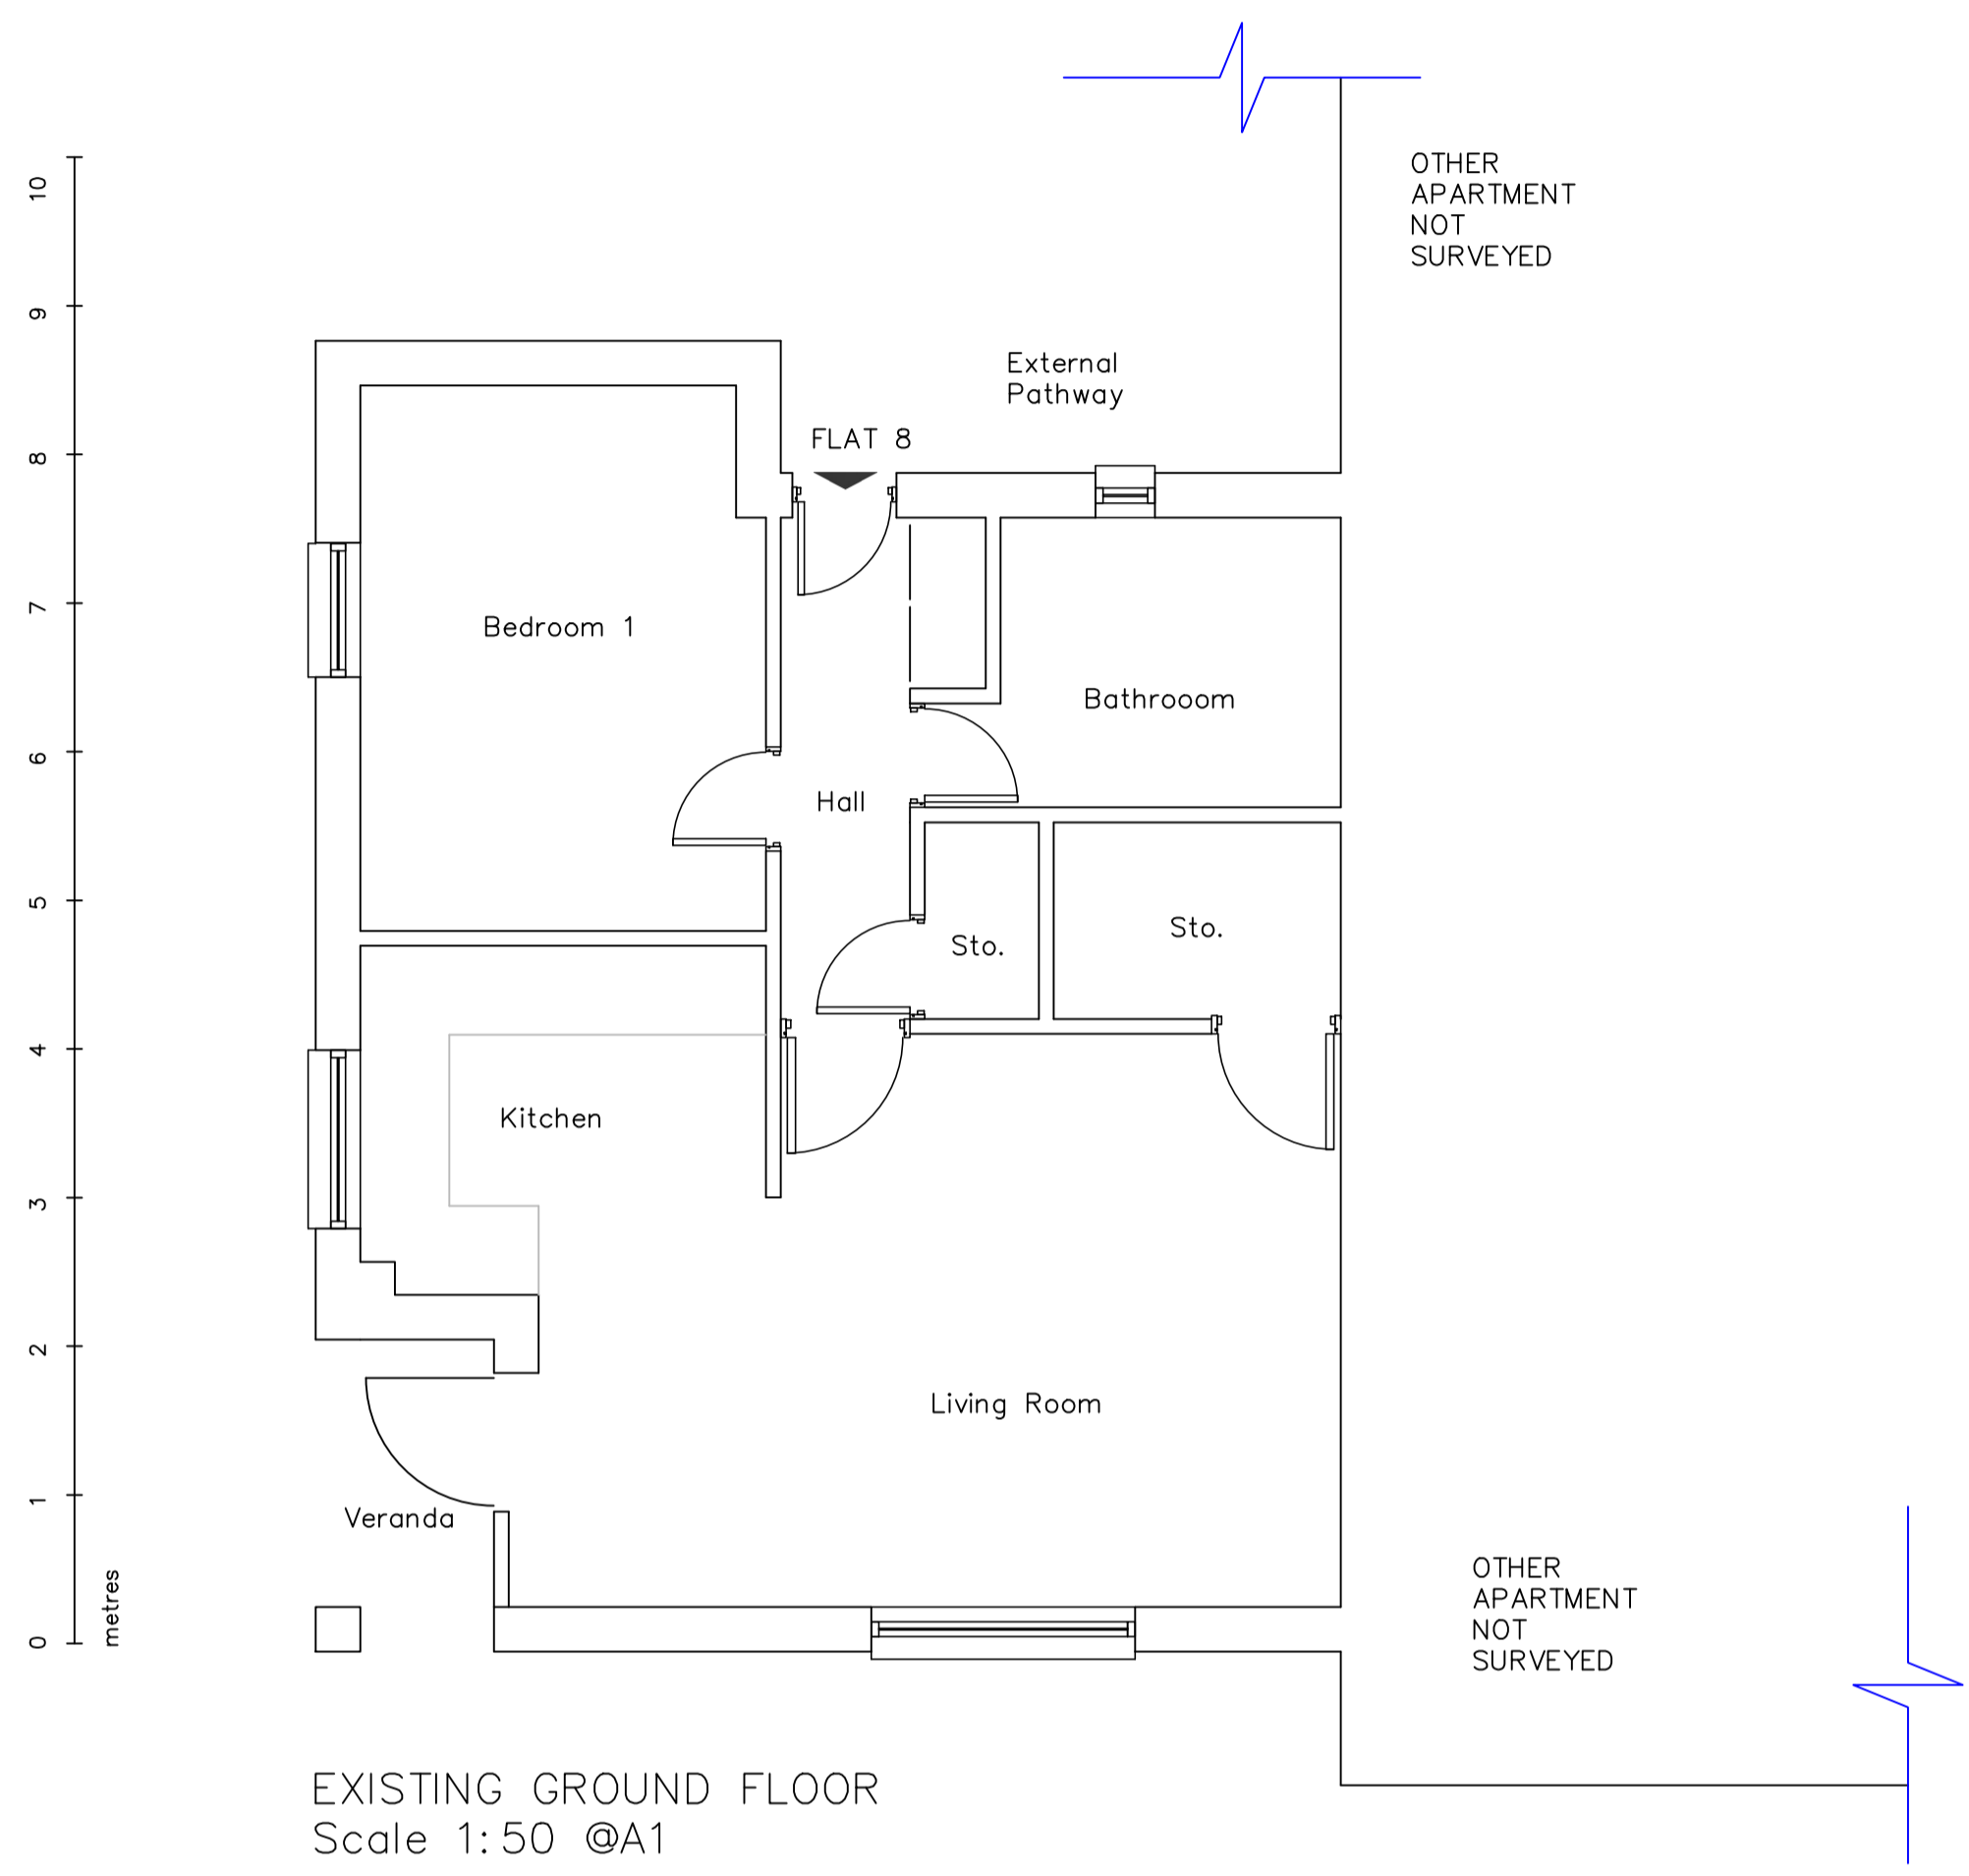 OTHER
APARTMENT
NOT
SURVEYED
External
Pathway
FLAT 8
Bedroom 1
Bathrooom
Hall
Sto.
Sto.
Kitchen
Living Room
Veranda
OTHER
APARTMENT
NOT
SURVEYED
10
9
8
7
6
5
4
3
2
1
0
metres
EXISTING GROUND FLOOR
Scale 1:50 @A1